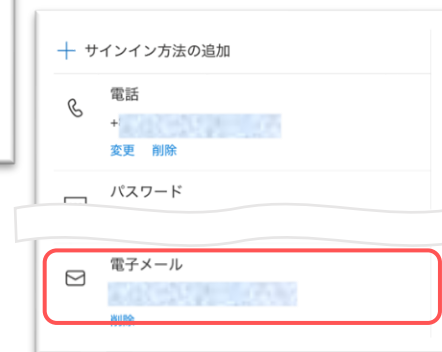 サインイン方法の追加
電話
+
変更 削除
パスワード
電子メール
削除